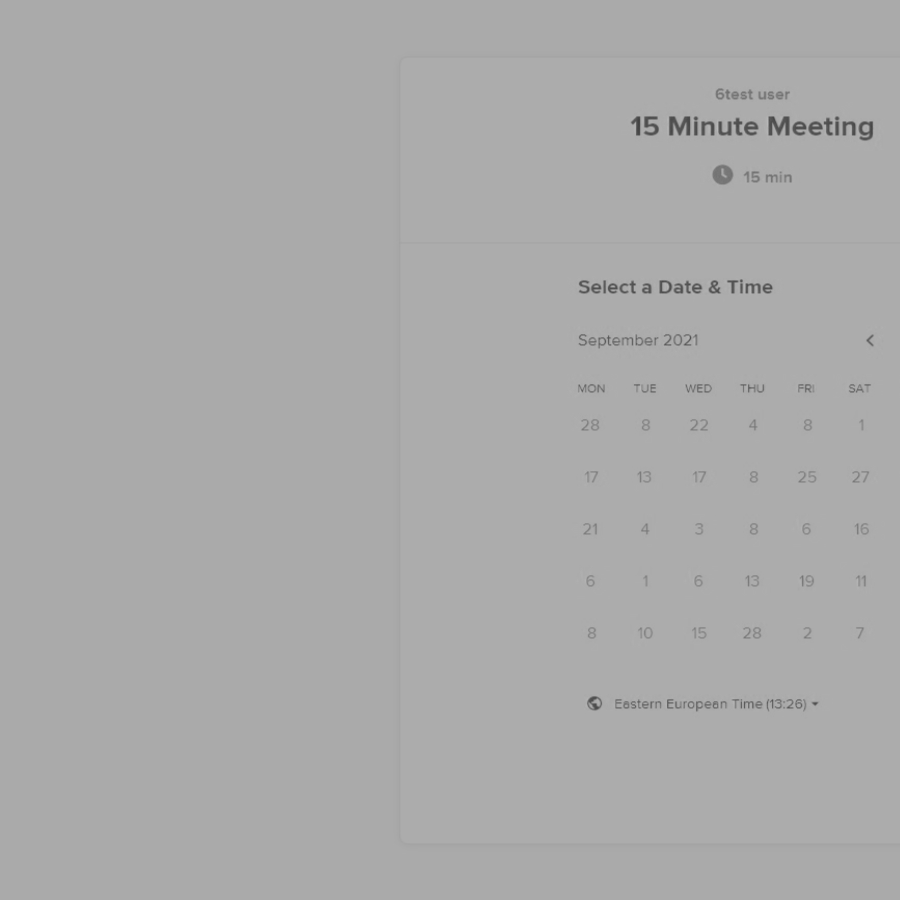 6test user
15 Minute Meeting
15 min
Select a Date & Time
September 2021
MON TUE WED THU FRI SAT
28 8 22 4 8 1
17 13 17 8 25 27
21 4 3 8 6 16
6 1 6 13 19 11
8 10 15 28 2 7
Eastern European Time (13:26)